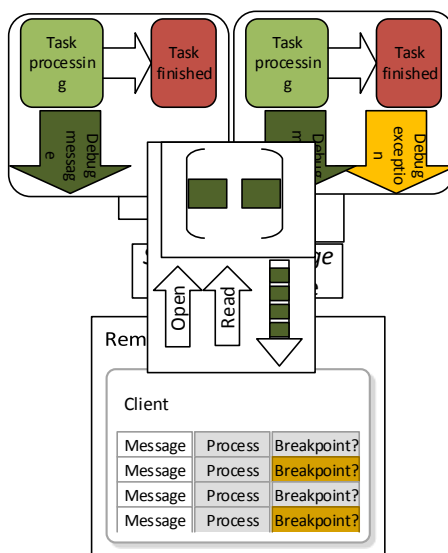 Task
processin
g
Task
finished
Task
processin
g
Task
finished
Debug
messag
e
Debug
Debug
exceptio
n
Open
Read
Client
Message Process Breakpoint?
Message Process Breakpoint?
Message Process Breakpoint?
Message Process Breakpoint?